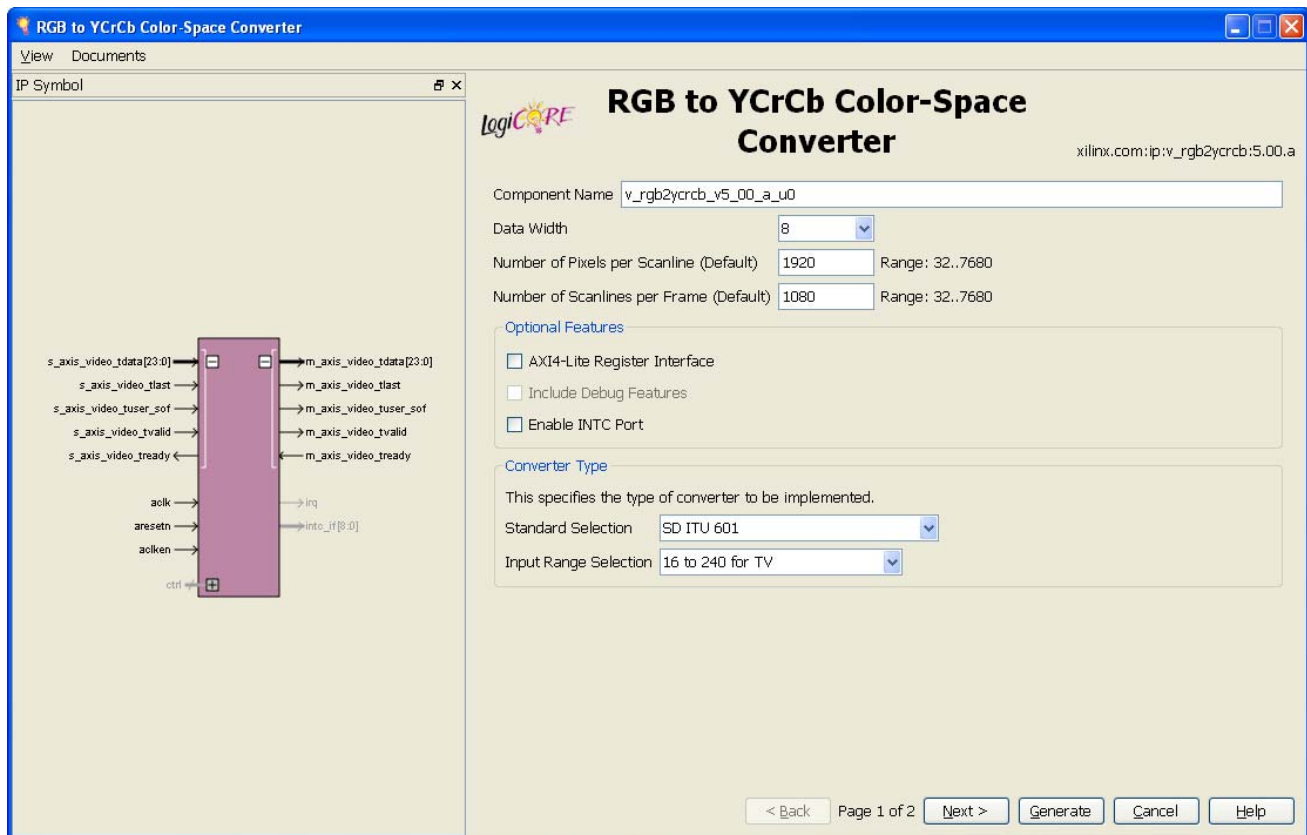 RGB to YCrCb Color-Space Converter
View Documents
IP Symbol
LogiCORE
RGB to YCrCb Color-Space
Converter
xilinx.com:ip:v_rgb2ycrcb:5.00.a
Component Name v_rgb2ycrcb_v5_00_a_u0
Data Width 8
Number of Pixels per Scanline (Default) 1920 Range: 32..7680
Number of Scanlines per Frame (Default) 1080 Range: 32..7680
Optional Features
AXI4-Lite Register Interface
Include Debug Features
Enable INTC Port
Converter Type
This specifies the type of converter to be implemented.
Standard Selection SD ITU 601
Input Range Selection 16 to 240 for TV
s_axis_video_tdata[23:0] m_axis_video_tdata[23:0]
s_axis_video_tlast m_axis_video_tlast
s_axis_video_tuser_sof m_axis_video_tuser_sof
s_axis_video_tvalid m_axis_video_tvalid
s_axis_video_tready m_axis_video_tready
aclk irq
aresetn intc_if[8:0]
aclken
ctrl
< Back Page 1 of 2 Next > Generate Cancel Help